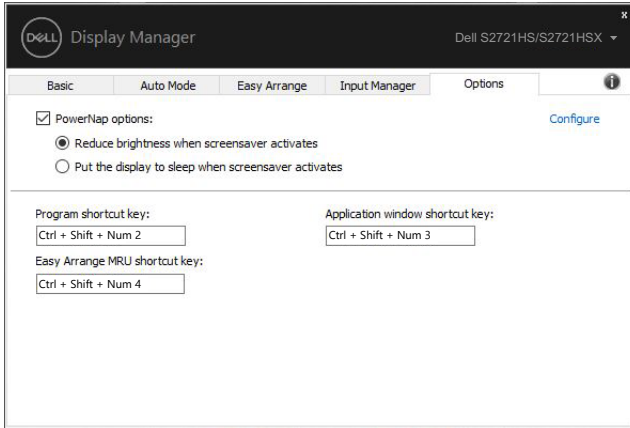 x
DELL Display Manager Dell S2721HS/S2721HSX
Basic Auto Mode Easy Arrange Input Manager Options i
PowerNap options: Configure
Reduce brightness when screensaver activates
Put the display to sleep when screensaver activates
Program shortcut key: Application window shortcut key:
Ctrl + Shift + Num 2 Ctrl + Shift + Num 3
Easy Arrange MRU shortcut key:
Ctrl + Shift + Num 4